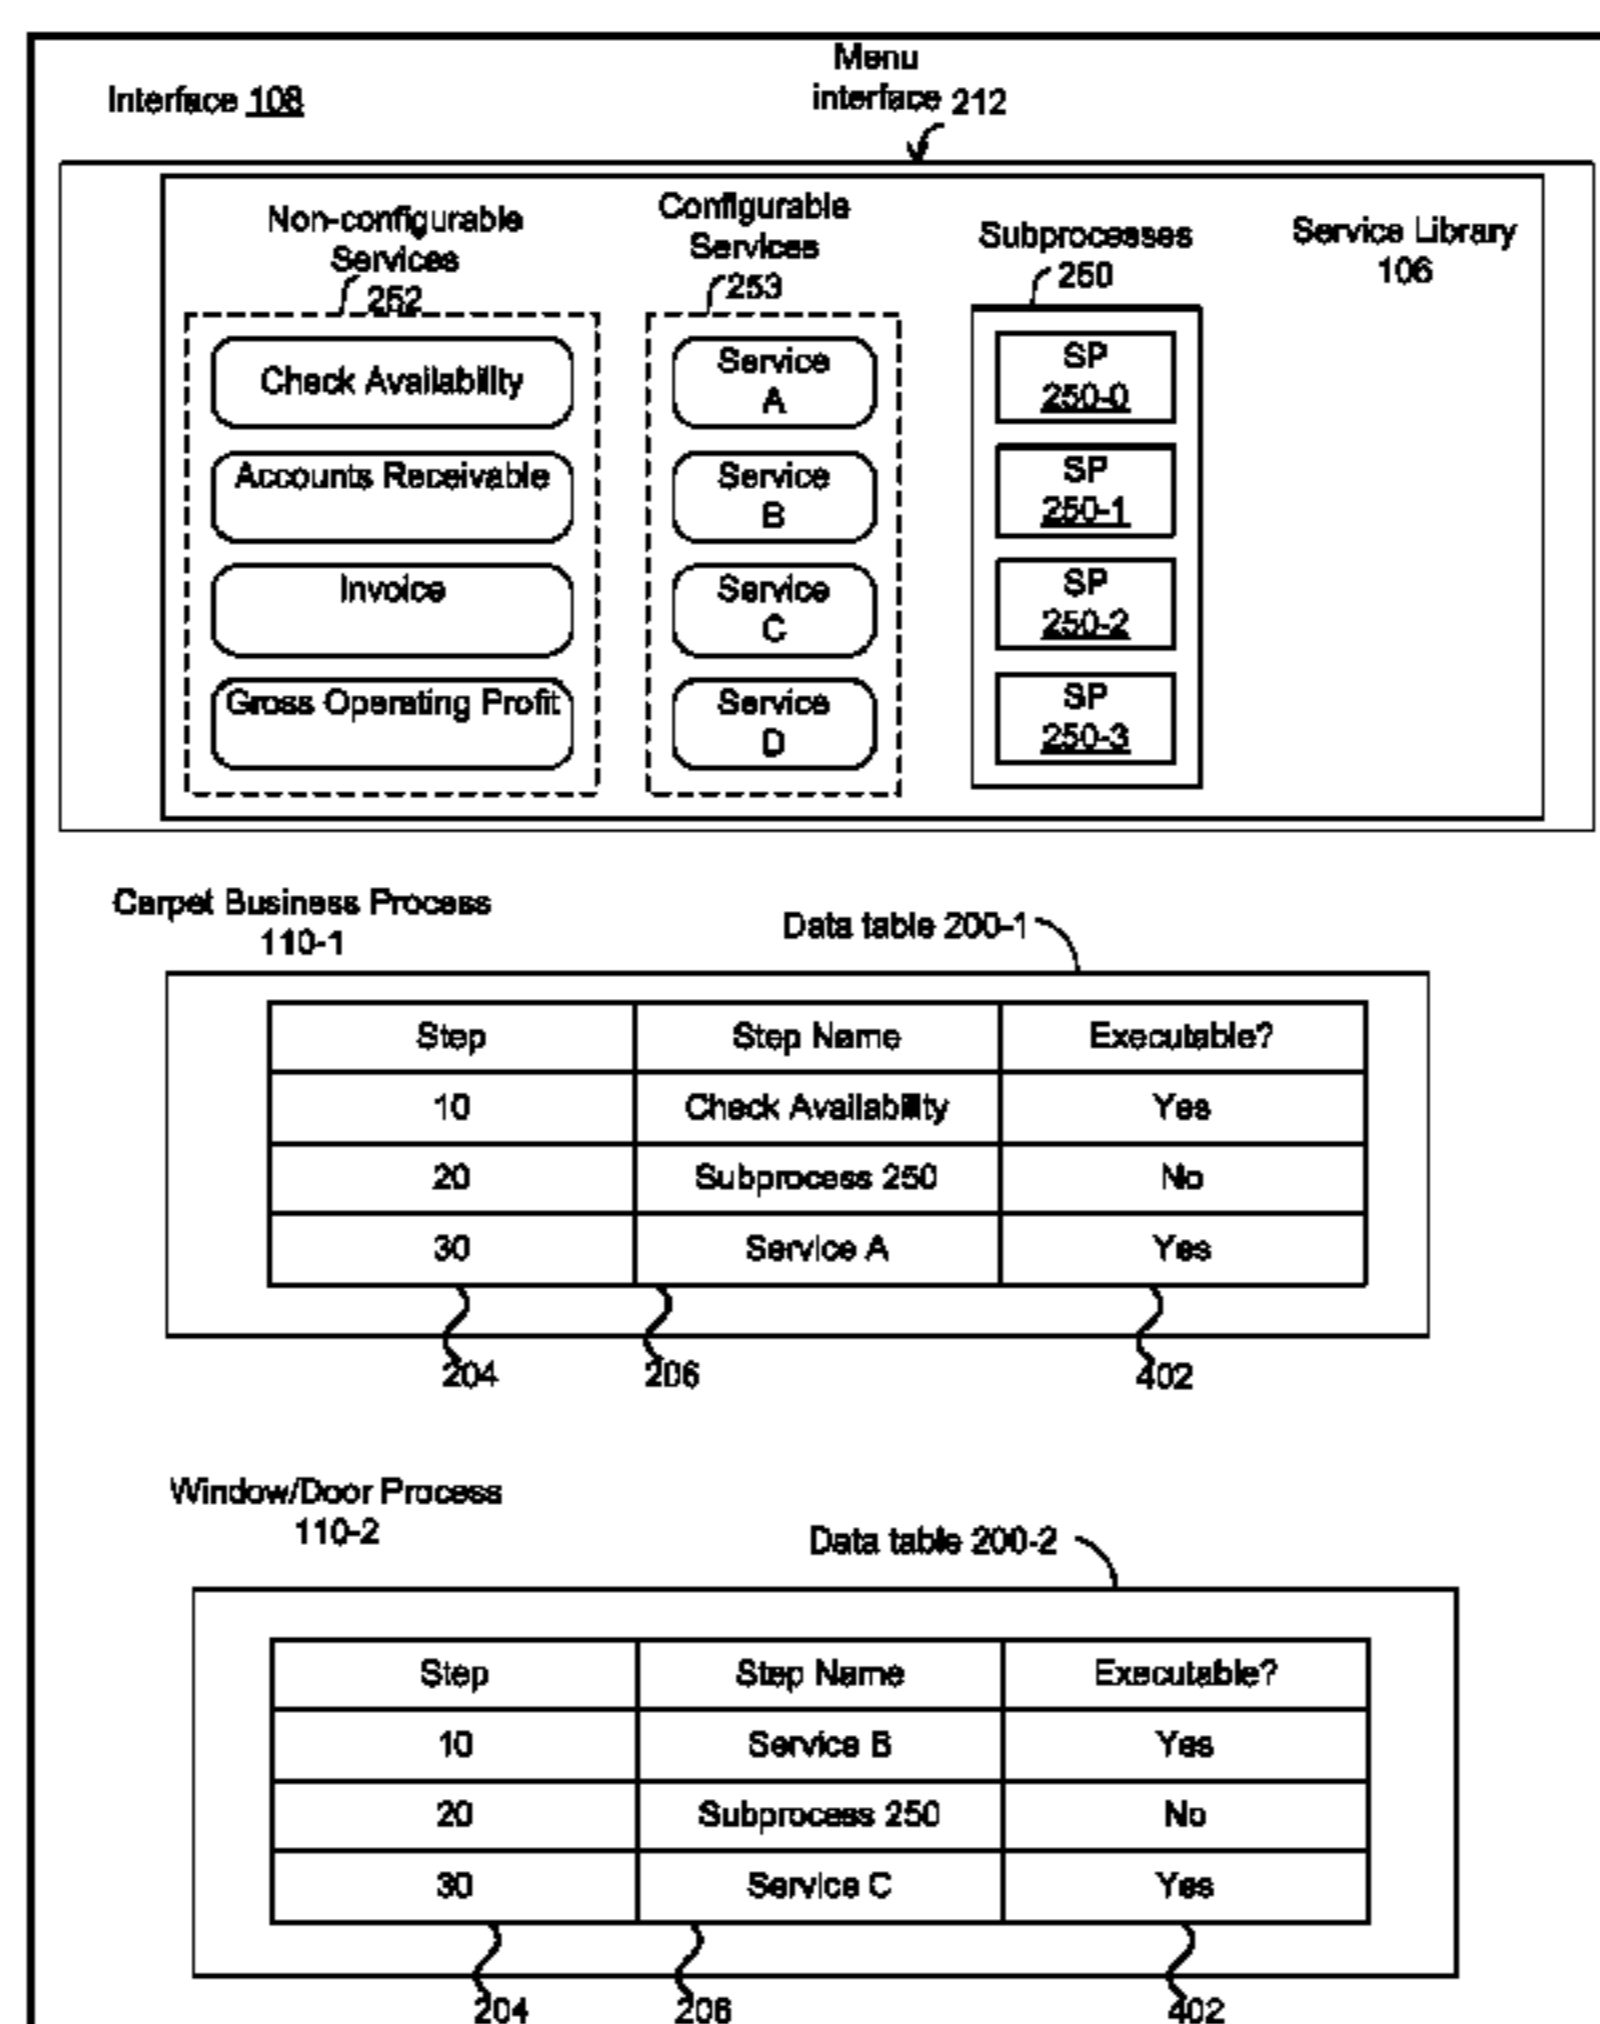 Menu
interface 212
Interface 108
Non-configurable
Services
252
Configurable
Services
253
Subprocesses
250
Service Library
106
Check Availability
Accounts Receivable
Invoice
Gross Operating Profit
Service
A
Service
B
Service
C
Service
D
SP
250-0
SP
250-1
SP
250-2
SP
250-3
Carpet Business Process
110-1
Data table 200-1
Step Step Name Executable?
10 Check Availability Yes
20 Subprocess 250 No
30 Service A Yes
204 206 402
Window/Door Process
110-2
Data table 200-2
Step Step Name Executable?
10 Service B Yes
20 Subprocess 250 No
30 Service C Yes
204 206 402